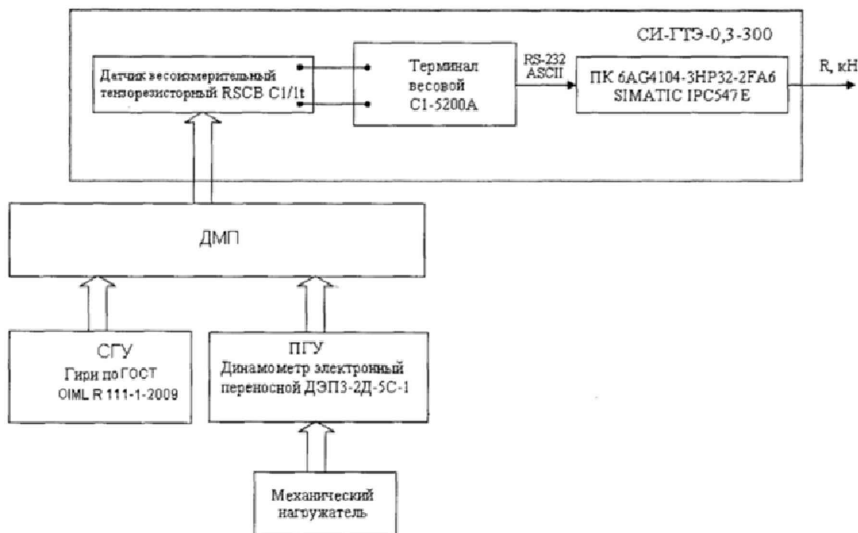 СИ-ГТЭ-0,3-300
Датчик весоизмерительный
тензорезисторный RSCB C1/1t
Терминал
весовой
С1-5200А
RS-232
ASCII
ПК 6AG4104-3HP32-2FA6
SIMATIC IPC547E
R, кН
ДМП
СГУ
Гири по ГОСТ
OIML R 111-1-2009
ПГУ
Динамометр электронный
переносной ДЭП3-2Д-5С-1
Механический
нагружатель